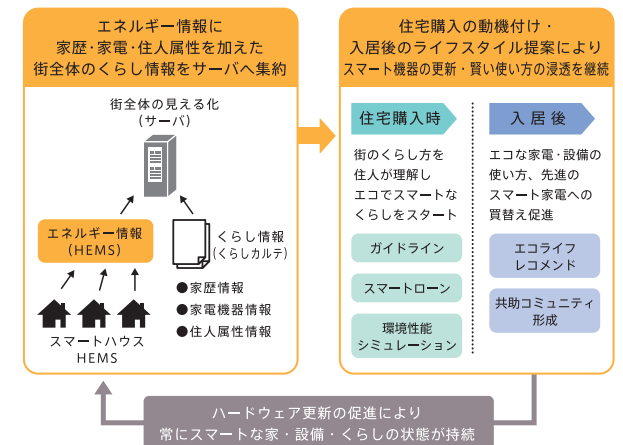 エネルギー情報に
家歴・家電・住人属性を加えた
街全体のくらし情報をサーバへ集約
街全体の見える化
(サーバ)
エネルギー情報
(HEMS)
くらし情報
(くらしカルテ)
●家歴情報
●家電機器情報
●住人属性情報
スマートハウス
HEMS
住宅購入の動機付け・
入居後のライフスタイル提案により
スマート機器の更新・賢い使い方の浸透を継続
住宅購入時
街のくらし方を
住人が理解し
エコでスマートな
くらしをスタート
ガイドライン
スマートローン
環境性能
シミュレーション
入居後
エコな家電・設備の
使い方、先進の
スマート家電への
買替え促進
エコライフ
レコメンド
共助コミュニティ
形成
ハードウェア更新の促進により
常にスマートな家・設備・くらしの状態が持続